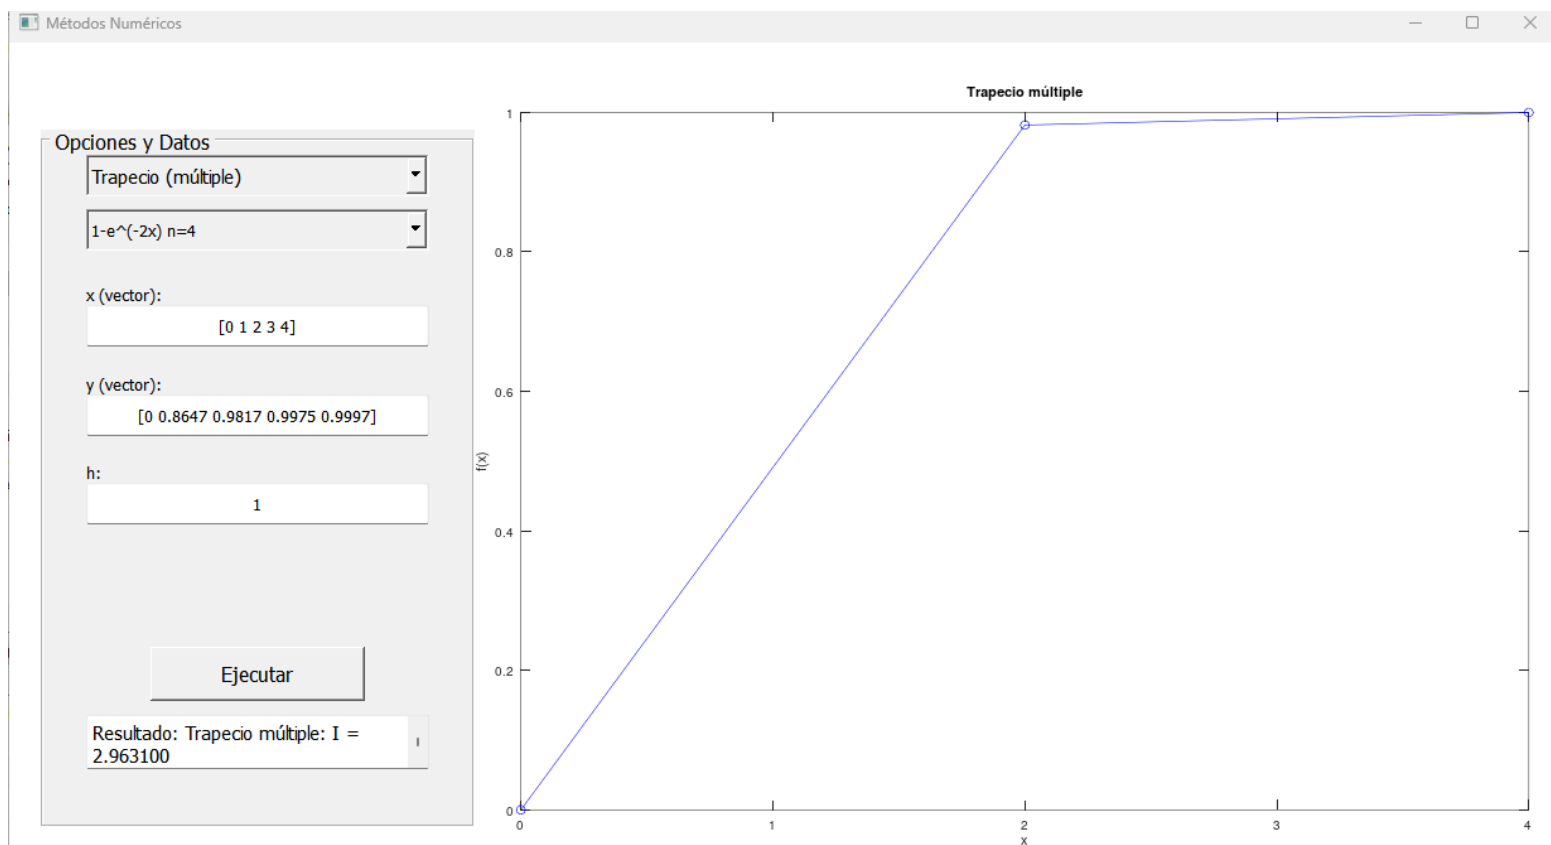 Métodos Numéricos
Opciones y Datos
Trapecio (múltiple)
1-e^(-2x) n=4
x (vector):
[0 1 2 3 4]
y (vector):
[0 0.8647 0.9817 0.9975 0.9997]
h:
1
Ejecutar
Resultado: Trapecio múltiple: I =
2.963100
Trapecio múltiple
1
0.8
0.6
f(x)
0.4
0.2
0
0 1 2 3 4
x